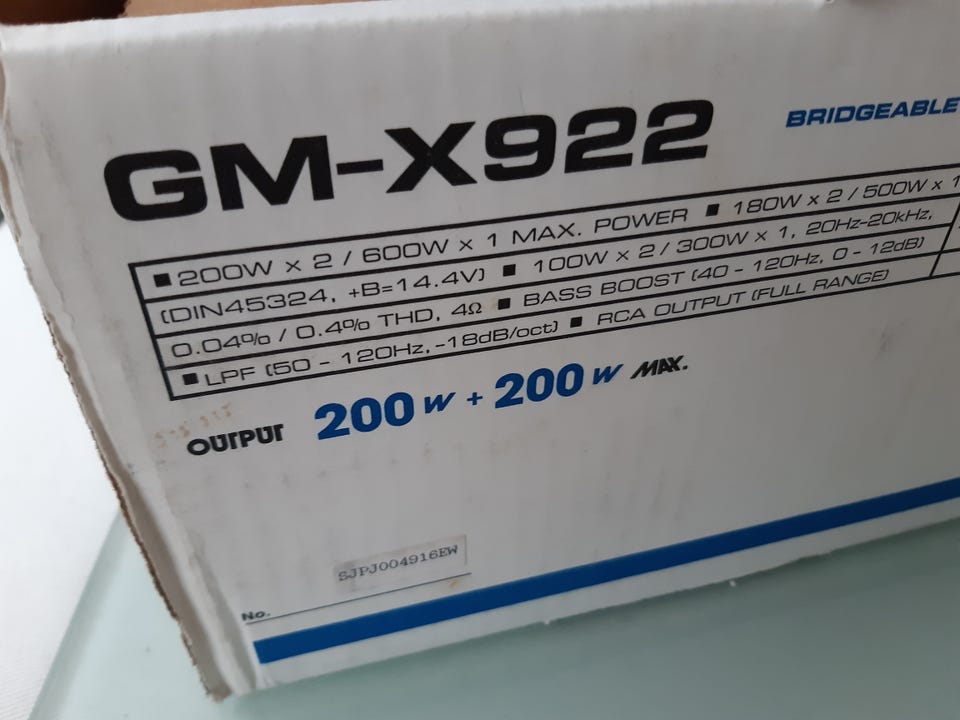 GM-X922
BRIDGEABLE
■ 200W x 2 / 600W x 1 MAX. POWER ■ 180W x 2 / 500W x 1
(DIN45324, +B=14.4V) ■ 100W x 2 / 300W x 1, 20Hz-20kHz,
0.04% / 0.4% THD, 4Ω ■ BASS BOOST (40 - 120Hz, 0 - 12dB)
■ LPF (50 - 120Hz, -18dB/oct) ■ RCA OUTPUT (FULL RANGE)
OUTPUT 200W + 200W MAX.
SJPJ004916EW
No.